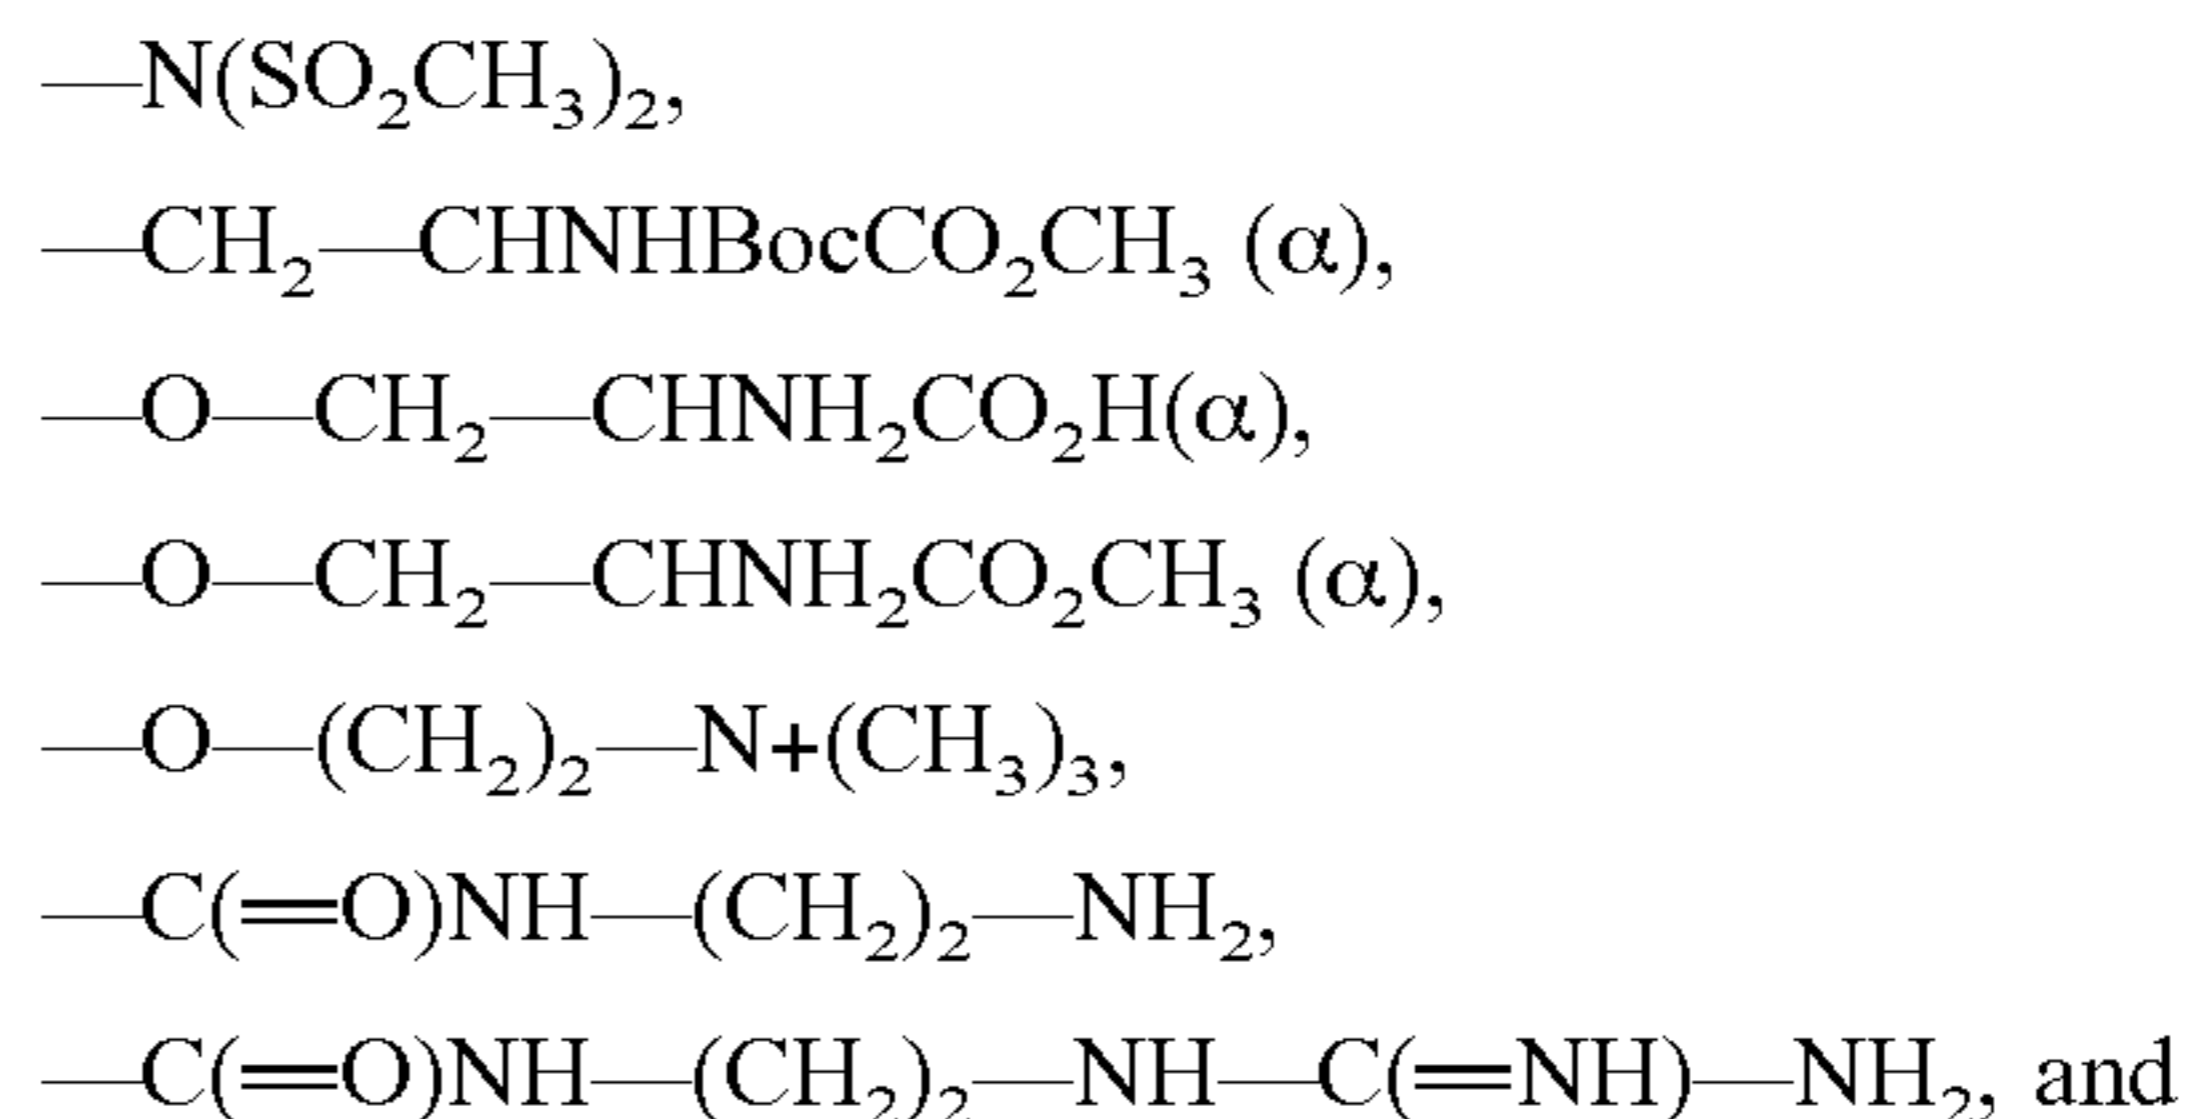 —N(SO₂CH₃)₂,
—CH₂—CHNHBocCO₂CH₃ (α),
—O—CH₂—CHNH₂CO₂H(α),
—O—CH₂—CHNH₂CO₂CH₃ (α),
—O—(CH₂)₂—N+(CH₃)₃,
—C(=O)NH—(CH₂)₂—NH₂,
—C(=O)NH—(CH₂)₂—NH—C(=NH)—NH₂, and